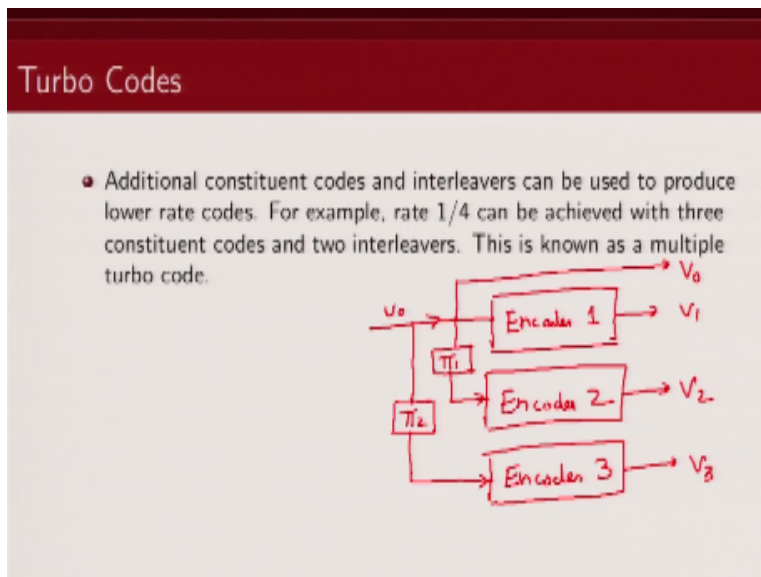 Turbo Codes
Additional constituent codes and interleavers can be used to produce
lower rate codes. For example, rate 1/4 can be achieved with three
constituent codes and two interleavers. This is known as a multiple
turbo code.
V₀
u₀
Encoder 1
V₁
π₁
Encoder 2
V₂
π₂
Encoder 3
V₃